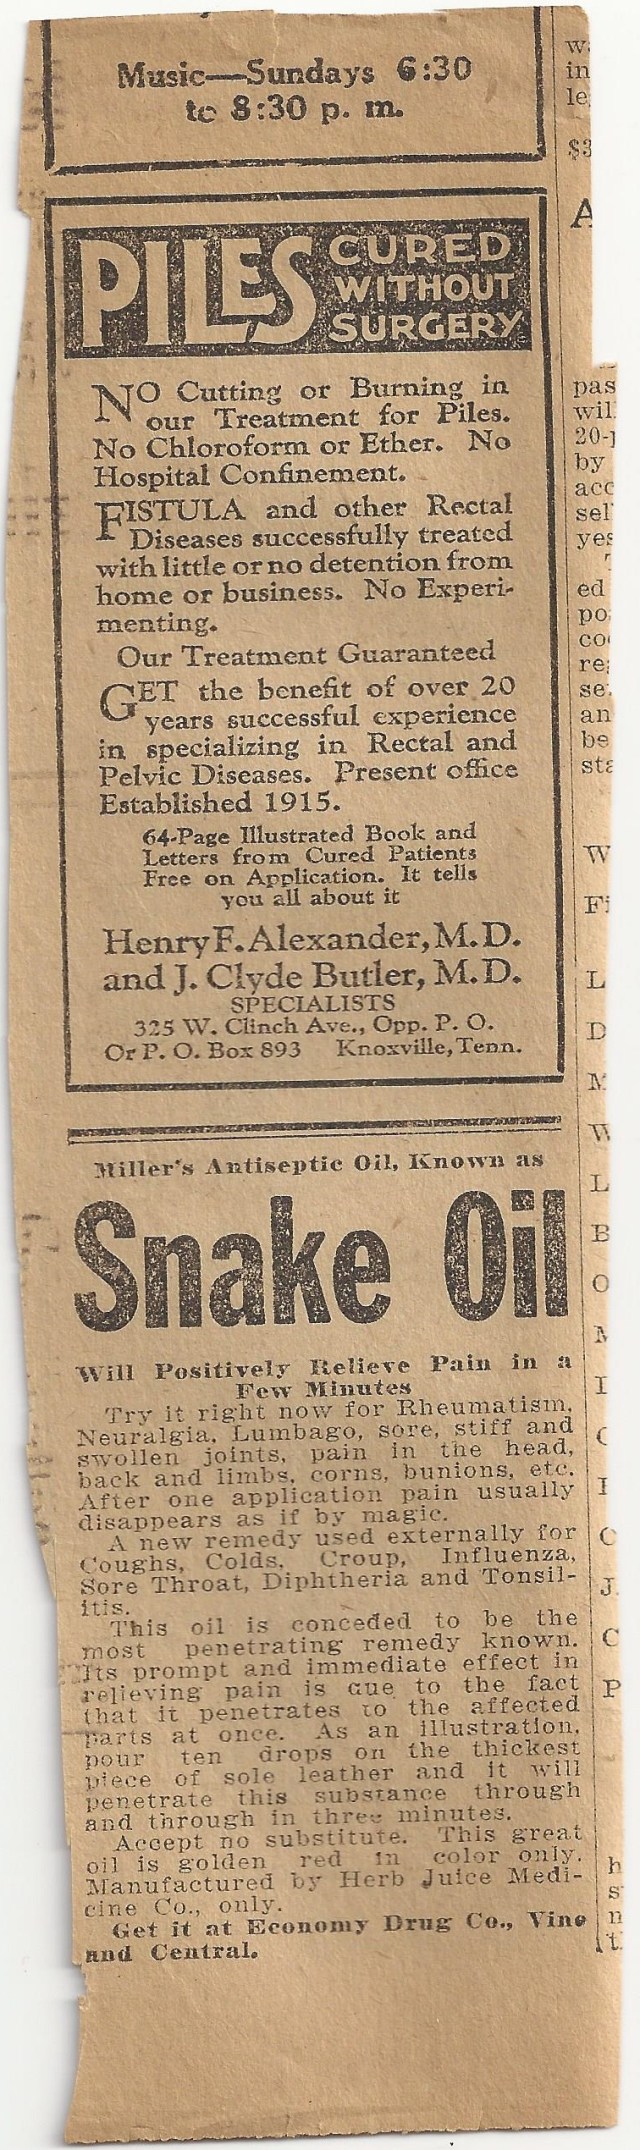 Music—Sundays 6:30
to 8:30 p. m.
PILES CURED
WITHOUT
SURGERY
NO Cutting or Burning in
our Treatment for Piles.
No Chloroform or Ether. No
Hospital Confinement.
FISTULA and other Rectal
Diseases successfully treated
with little or no detention from
home or business. No Experi-
menting.
Our Treatment Guaranteed
GET the benefit of over 20
years successful experience
in specializing in Rectal and
Pelvic Diseases. Present office
Established 1915.
64-Page Illustrated Book and
Letters from Cured Patients
Free on Application. It tells
you all about it
Henry F. Alexander, M.D.
and J. Clyde Butler, M.D.
SPECIALISTS
325 W. Clinch Ave., Opp. P. O.
Or P. O. Box 893 Knoxville, Tenn.
Miller's Antiseptic Oil, Known as
Snake Oil
Will Positively Relieve Pain in a
Few Minutes
Try it right now for Rheumatism,
Neuralgia, Lumbago, sore, stiff and
swollen joints, pain in the head,
back and limbs, corns, bunions, etc.
After one application pain usually
disappears as if by magic.
A new remedy used externally for
Coughs, Colds, Croup, Influenza,
Sore Throat, Diphtheria and Tonsil-
itis.
This oil is conceded to be the
most penetrating remedy known.
Its prompt and immediate effect in
relieving pain is due to the fact
that it penetrates to the affected
parts at once. As an illustration,
pour ten drops on the thickest
piece of sole leather and it will
penetrate this substance through
and through in three minutes.
Accept no substitute. This great
oil is golden red in color only.
Manufactured by Herb Juice Medi-
cine Co., only.
Get it at Economy Drug Co., Vine
and Central.